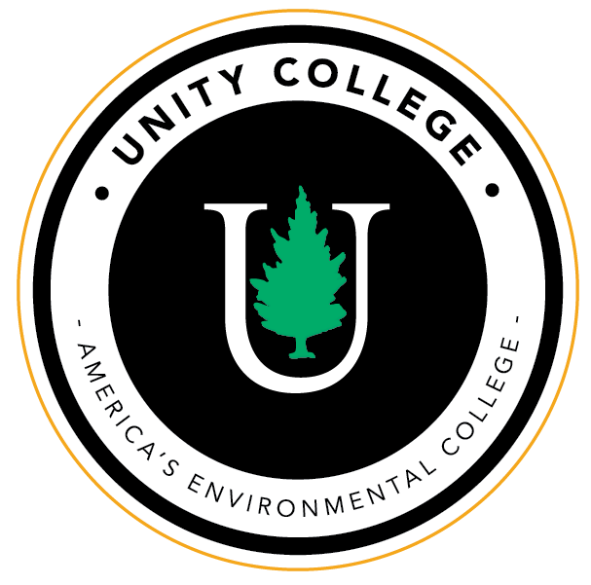 • UNITY COLLEGE •
U
- AMERICA'S ENVIRONMENTAL COLLEGE -